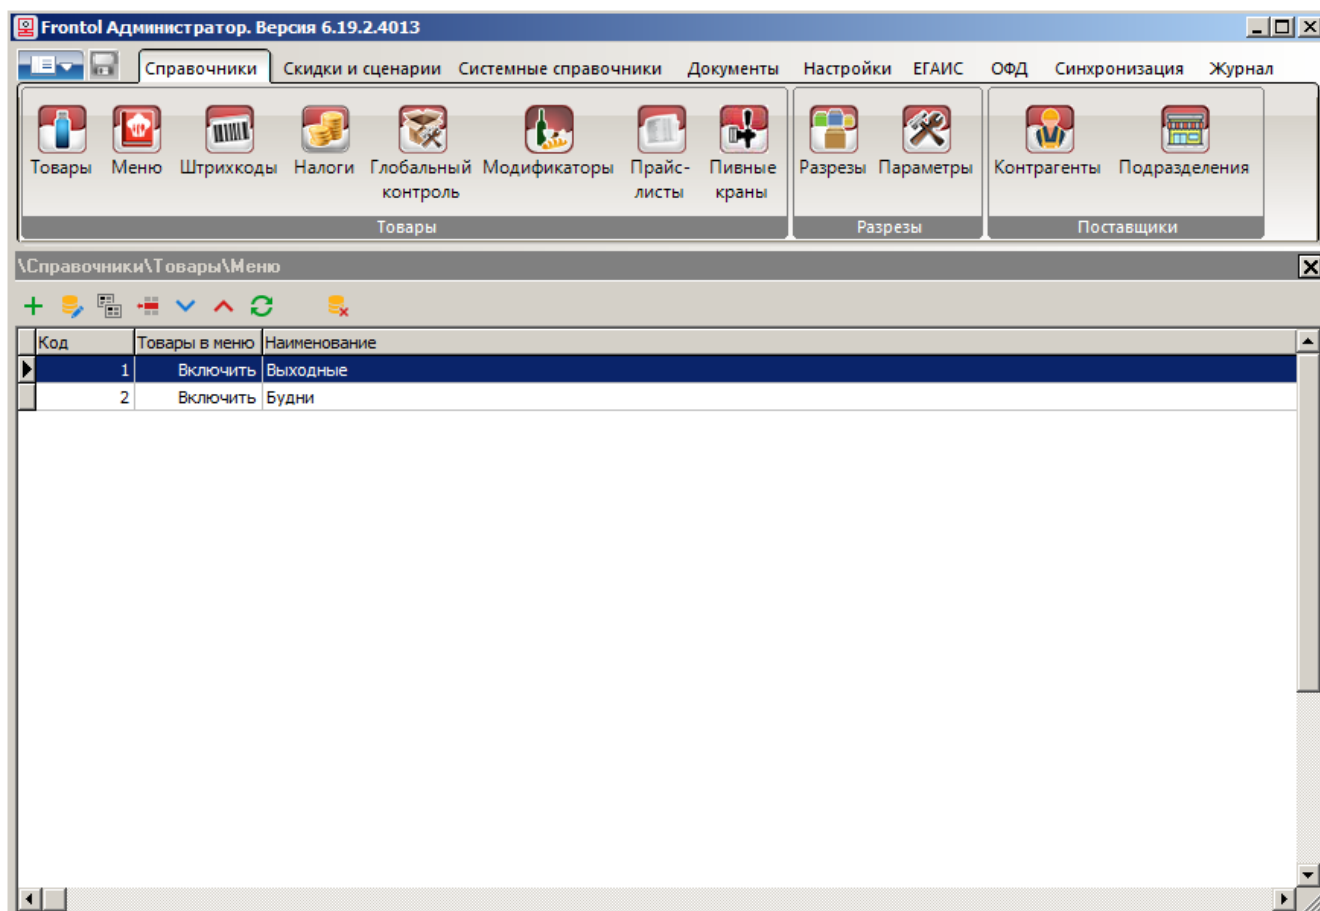 Frontol Администратор. Версия 6.19.2.4013
Справочники Скидки и сценарии Системные справочники Документы Настройки ЕГАИС ОФД Синхронизация Журнал
Товары Меню Штрихкоды Налоги Глобальный контроль Модификаторы Прайс-листы Пивные краны Разрезы Параметры Контрагенты Подразделения
Товары Разрезы Поставщики
\Справочники\Товары\Меню
Код Товары в меню Наименование
1 Включить Выходные
2 Включить Будни